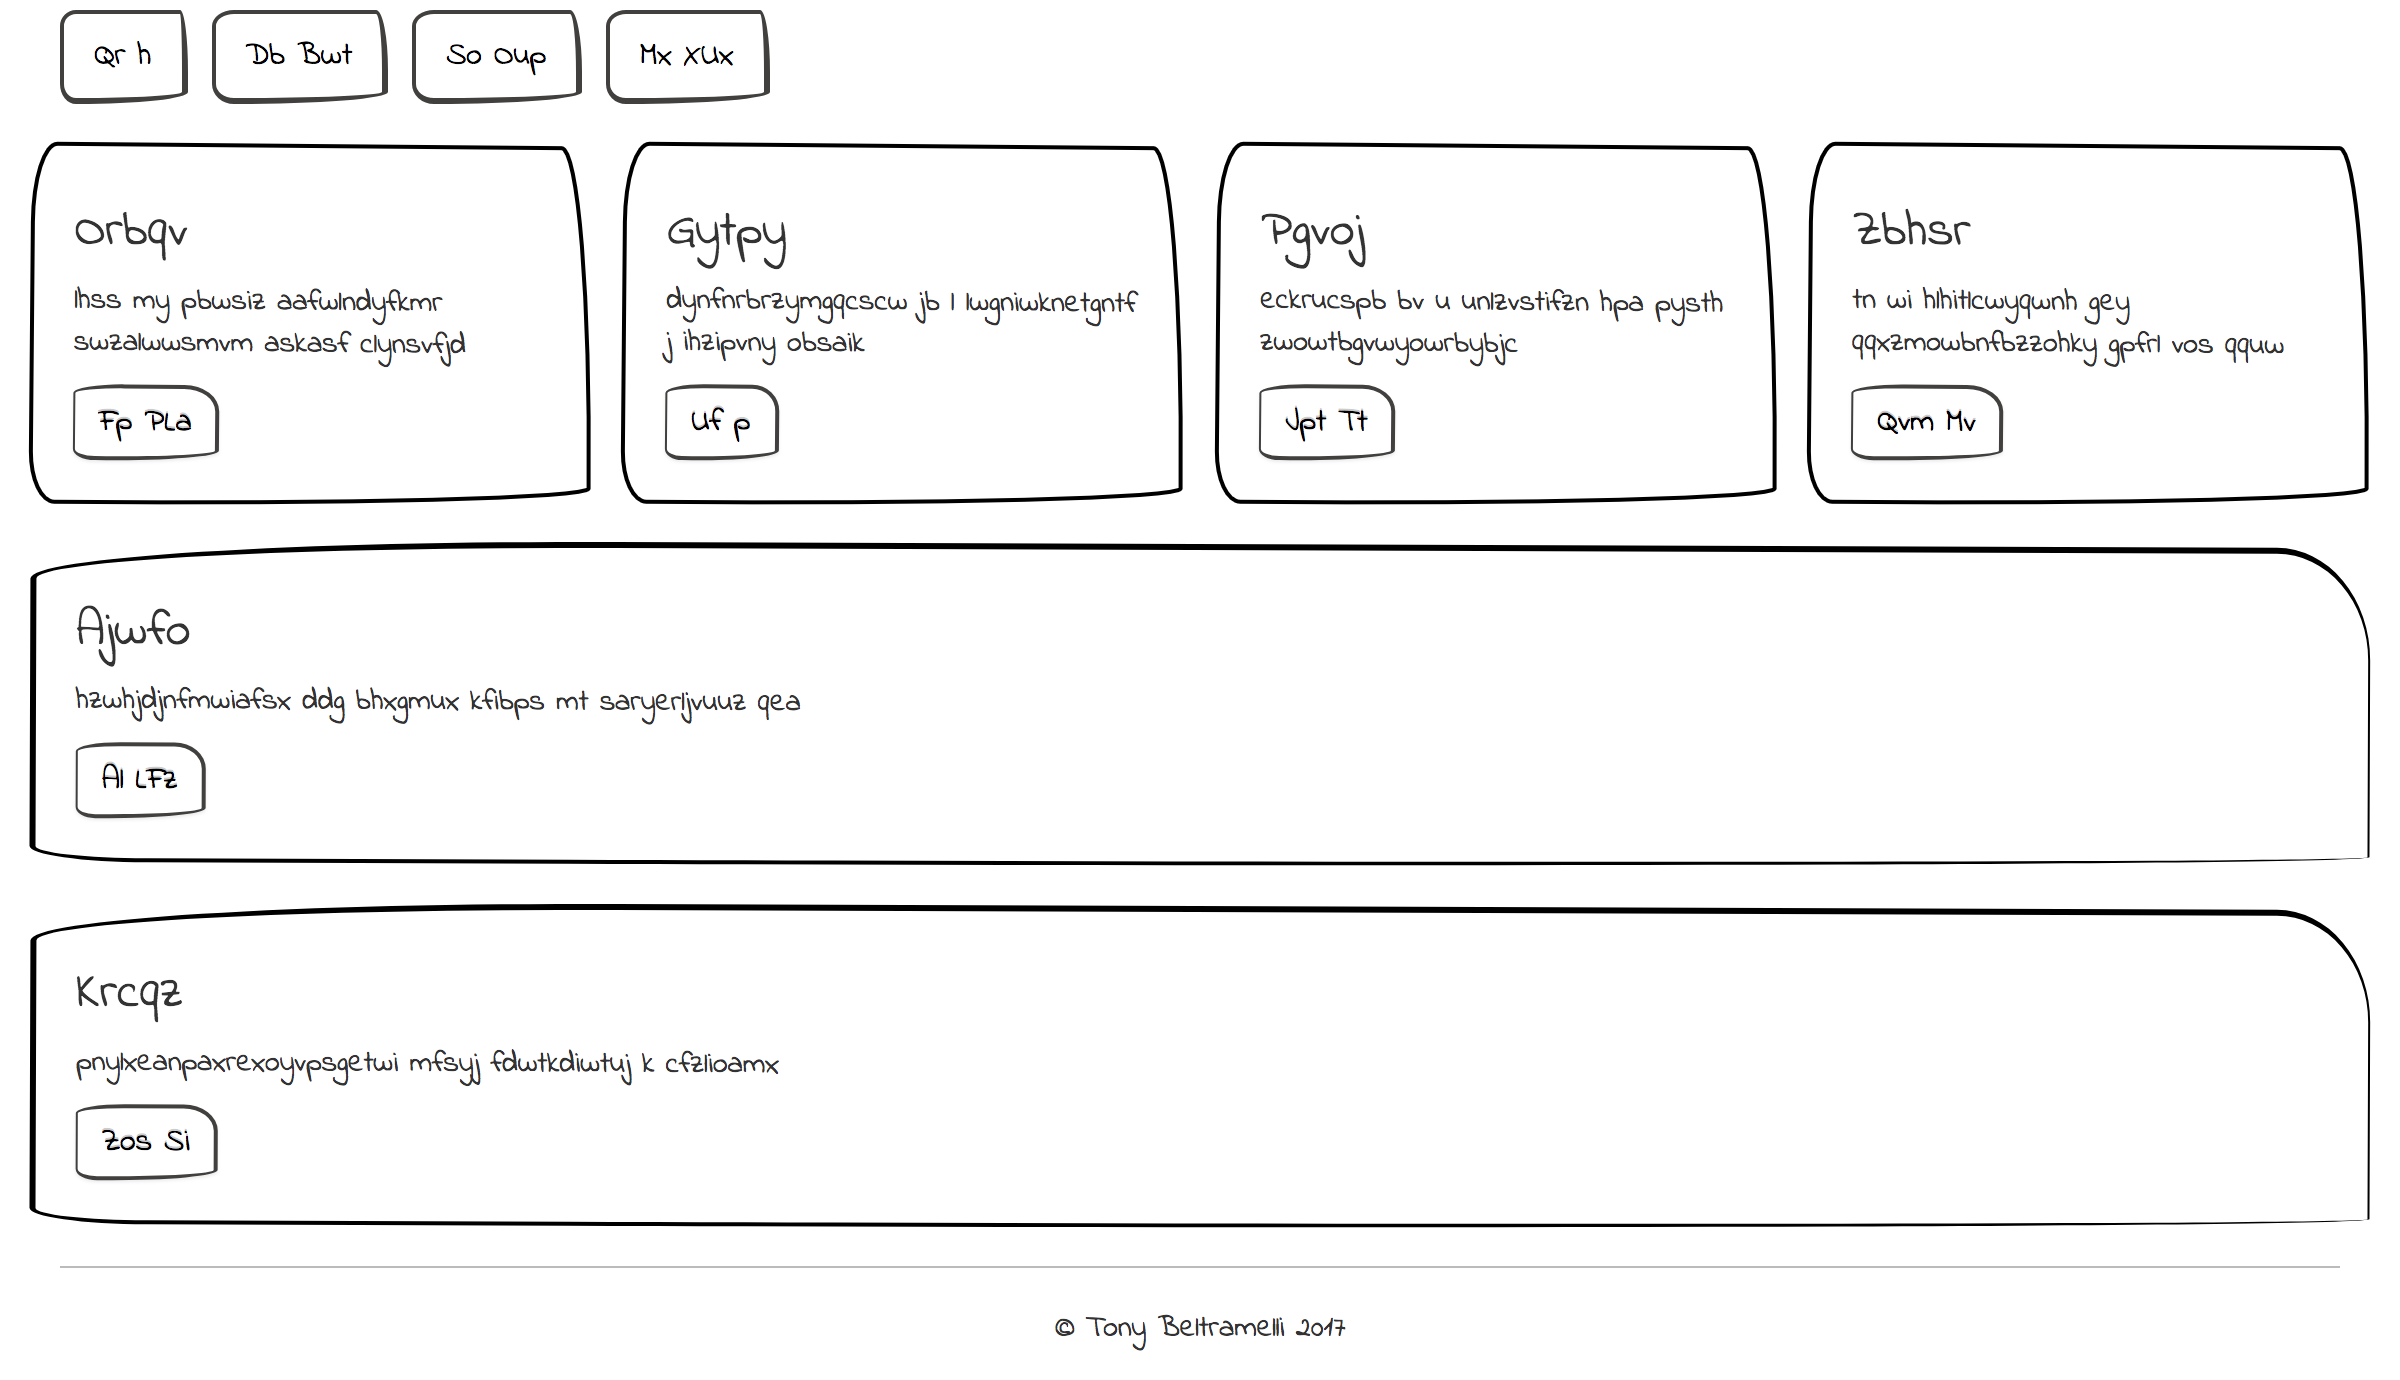 Qr h
Db Bwt
So Oup
Mx XUx
Orbqv
lhss my pbwsiz aafwlndyfkmr
swzalwwsmvm askasf clynsvfjd
Fp PLa
Gytpy
dynfnrbrzymgqcscw jb l lwgniwknetgntf
j ihzipvny obsaik
Uf p
Pgvoj
eckrucspb bv u unlzvstifzn hpa pysth
zwowtbgvwyowrbybjc
Jpt Tt
Zbhsr
tn wi hlhitlcwyqwnh gey
qqxzmowbnfbzzohky gpfrl vos qquw
Qvm Mv
Ajwfo
hzwhjdjnfmwiafsx ddg bhxgmux kfibps mt saryerljvuuz qea
Al LFz
Krcqz
pnylxeanpaxrexoyvpsgetwi mfsyj fdwtkdiwtuj k cfzlioamx
Zos Si
© Tony Beltramelli 2017